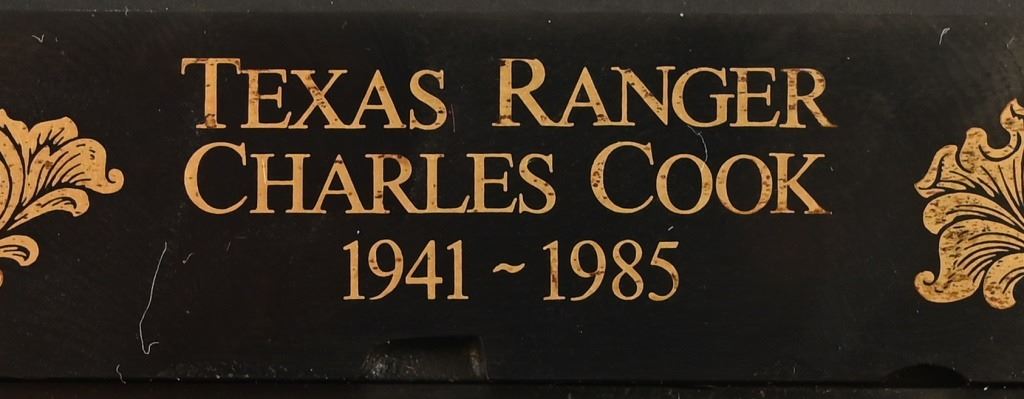 TEXAS RANGER
CHARLES COOK
1941 ~ 1985